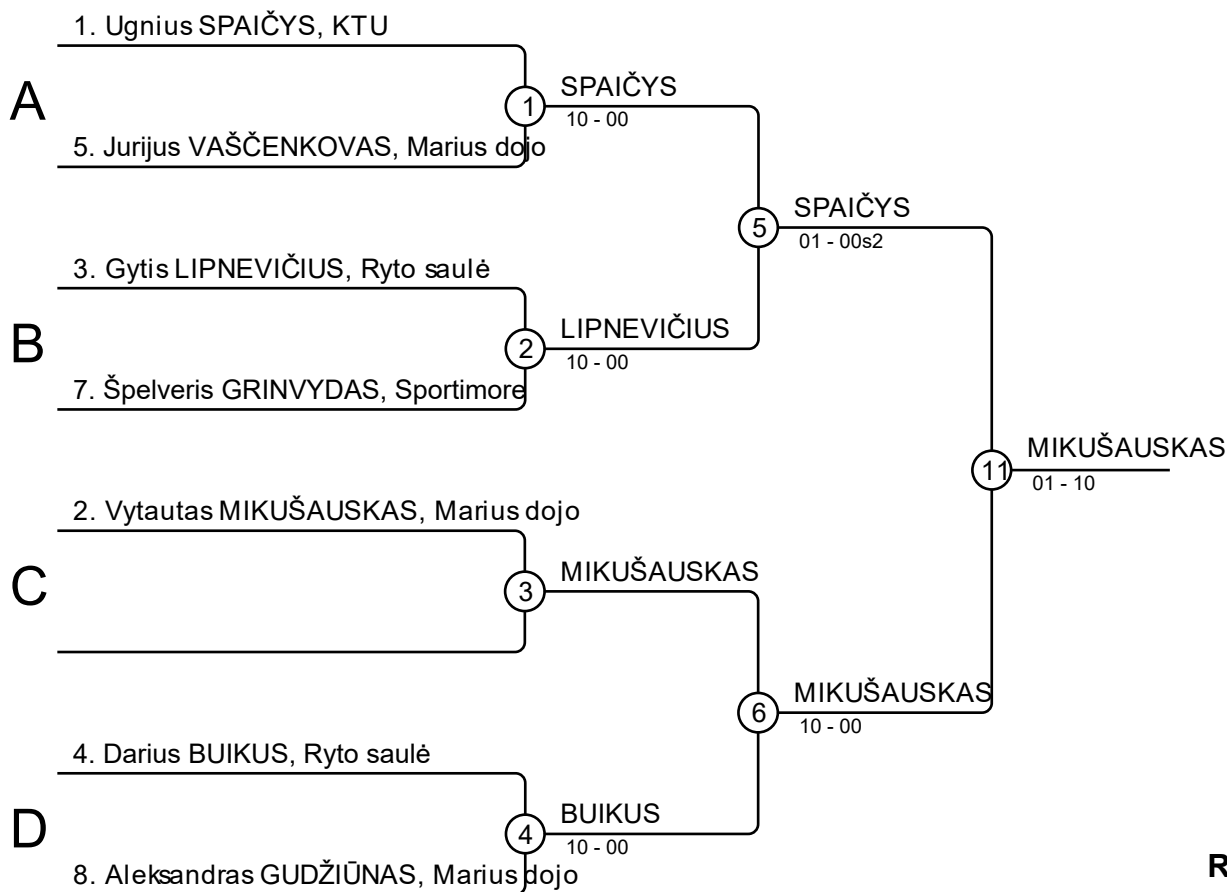 1. Ugnius SPAIČYS, KTU
A
1
SPAIČYS
10 - 00
5. Jurijus VAŠČENKOVAS, Marius dojo
5
SPAIČYS
01 - 00s2
3. Gytis LIPNEVIČIUS, Ryto saulė
B
2
LIPNEVIČIUS
10 - 00
7. Špelveris GRINVYDAS, Sportimore
11
MIKUŠAUSKAS
01 - 10
2. Vytautas MIKUŠAUSKAS, Marius dojo
C
3
MIKUŠAUSKAS
6
MIKUŠAUSKAS
10 - 00
4. Darius BUIKUS, Ryto saulė
D
4
BUIKUS
10 - 00
8. Aleksandras GUDŽIŪNAS, Marius dojo
R